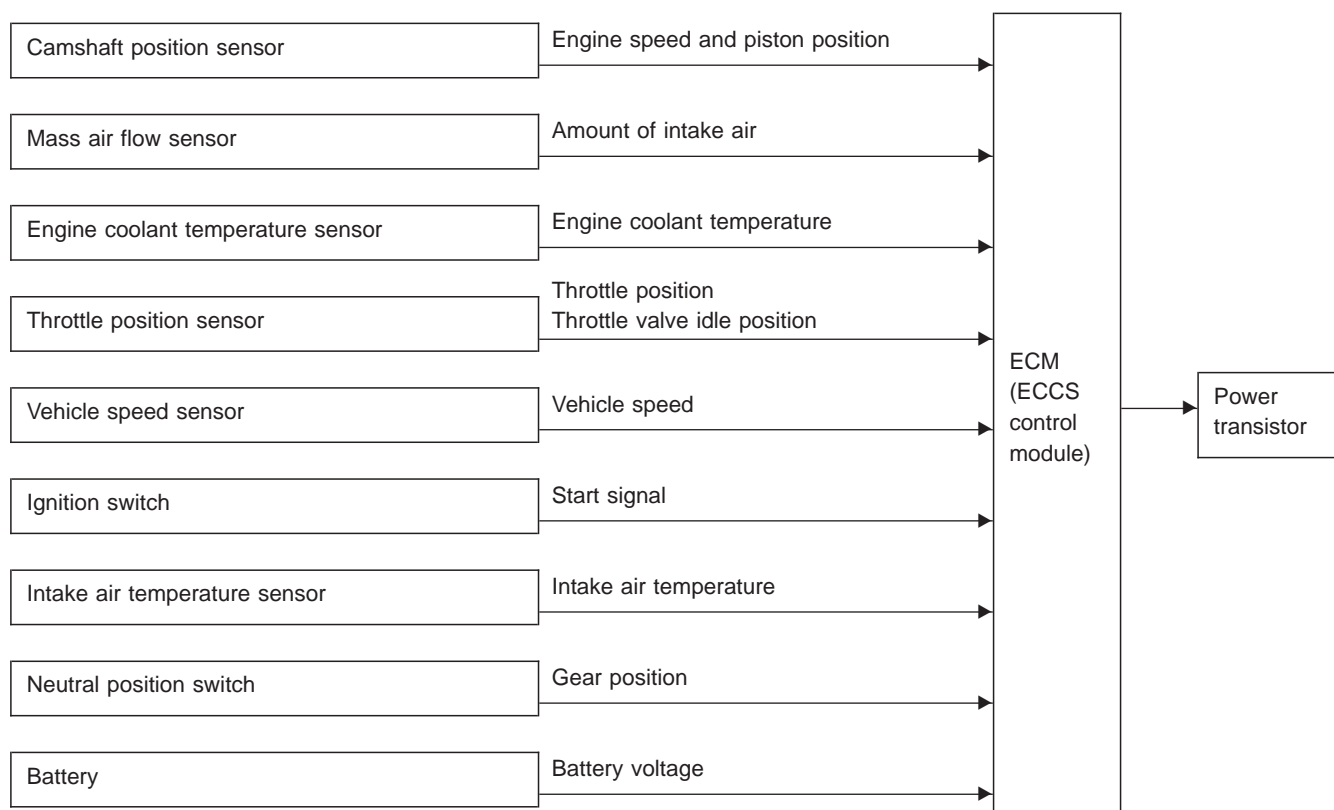 Camshaft position sensor
Engine speed and piston position
Mass air flow sensor
Amount of intake air
Engine coolant temperature sensor
Engine coolant temperature
Throttle position sensor
Throttle position
Throttle valve idle position
Vehicle speed sensor
Vehicle speed
Ignition switch
Start signal
Intake air temperature sensor
Intake air temperature
Neutral position switch
Gear position
Battery
Battery voltage
ECM
(ECCS
control
module)
Power
transistor